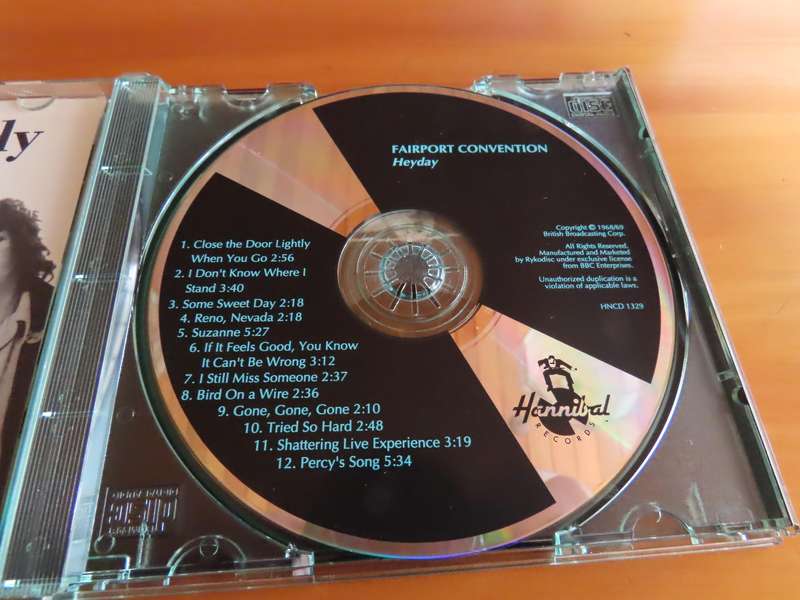 ly
DISC
FAIRPORT CONVENTION
Heyday
Copyright © 1968/69
British Broadcasting Corp.
All Rights Reserved.
Manufactured and Marketed
by Rykodisc under exclusive license
from BBC Enterprises.
Unauthorized duplication is a
violation of applicable laws.
HNCD 1329
1. Close the Door Lightly
When You Go 2:56
2. I Don't Know Where I
Stand 3:40
3. Some Sweet Day 2:18
4. Reno, Nevada 2:18
5. Suzanne 5:27
6. If It Feels Good, You Know
It Can't Be Wrong 3:12
7. I Still Miss Someone 2:37
8. Bird On a Wire 2:36
9. Gone, Gone, Gone 2:10
10. Tried So Hard 2:48
11. Shattering Live Experience 3:19
12. Percy's Song 5:34
Hannibal
RECORDS